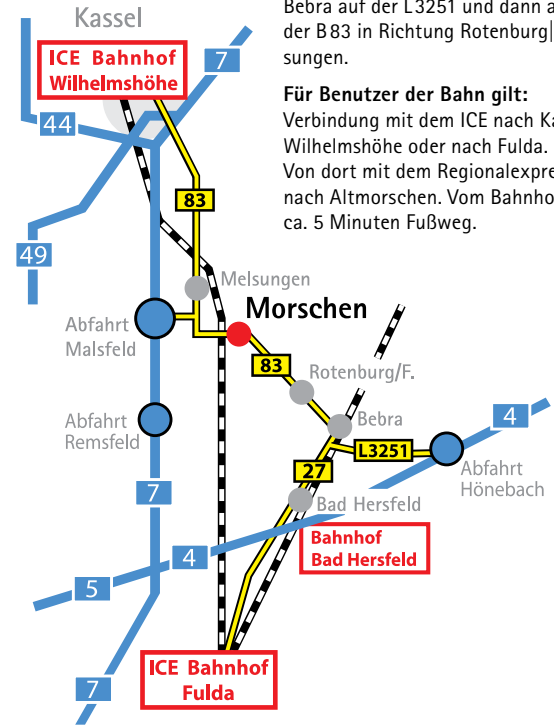 Bebra auf der L3251 und dann a
der B83 in Richtung Rotenburg|
sungen.
Für Benutzer der Bahn gilt:
Verbindung mit dem ICE nach Ka
Wilhelmshöhe oder nach Fulda.
Von dort mit dem Regionalexpre
nach Altmorschen. Vom Bahnho
ca. 5 Minuten Fußweg.
Kassel
ICE Bahnhof
Wilhelmshöhe
7
44
83
49
Melsungen
Morschen
Abfahrt
Malsfeld
83
Rotenburg/F.
Abfahrt
Remsfeld
Bebra
4
L3251
27
Abfahrt
Hönebach
7
Bad Hersfeld
Bahnhof
Bad Hersfeld
4
5
ICE Bahnhof
Fulda
7